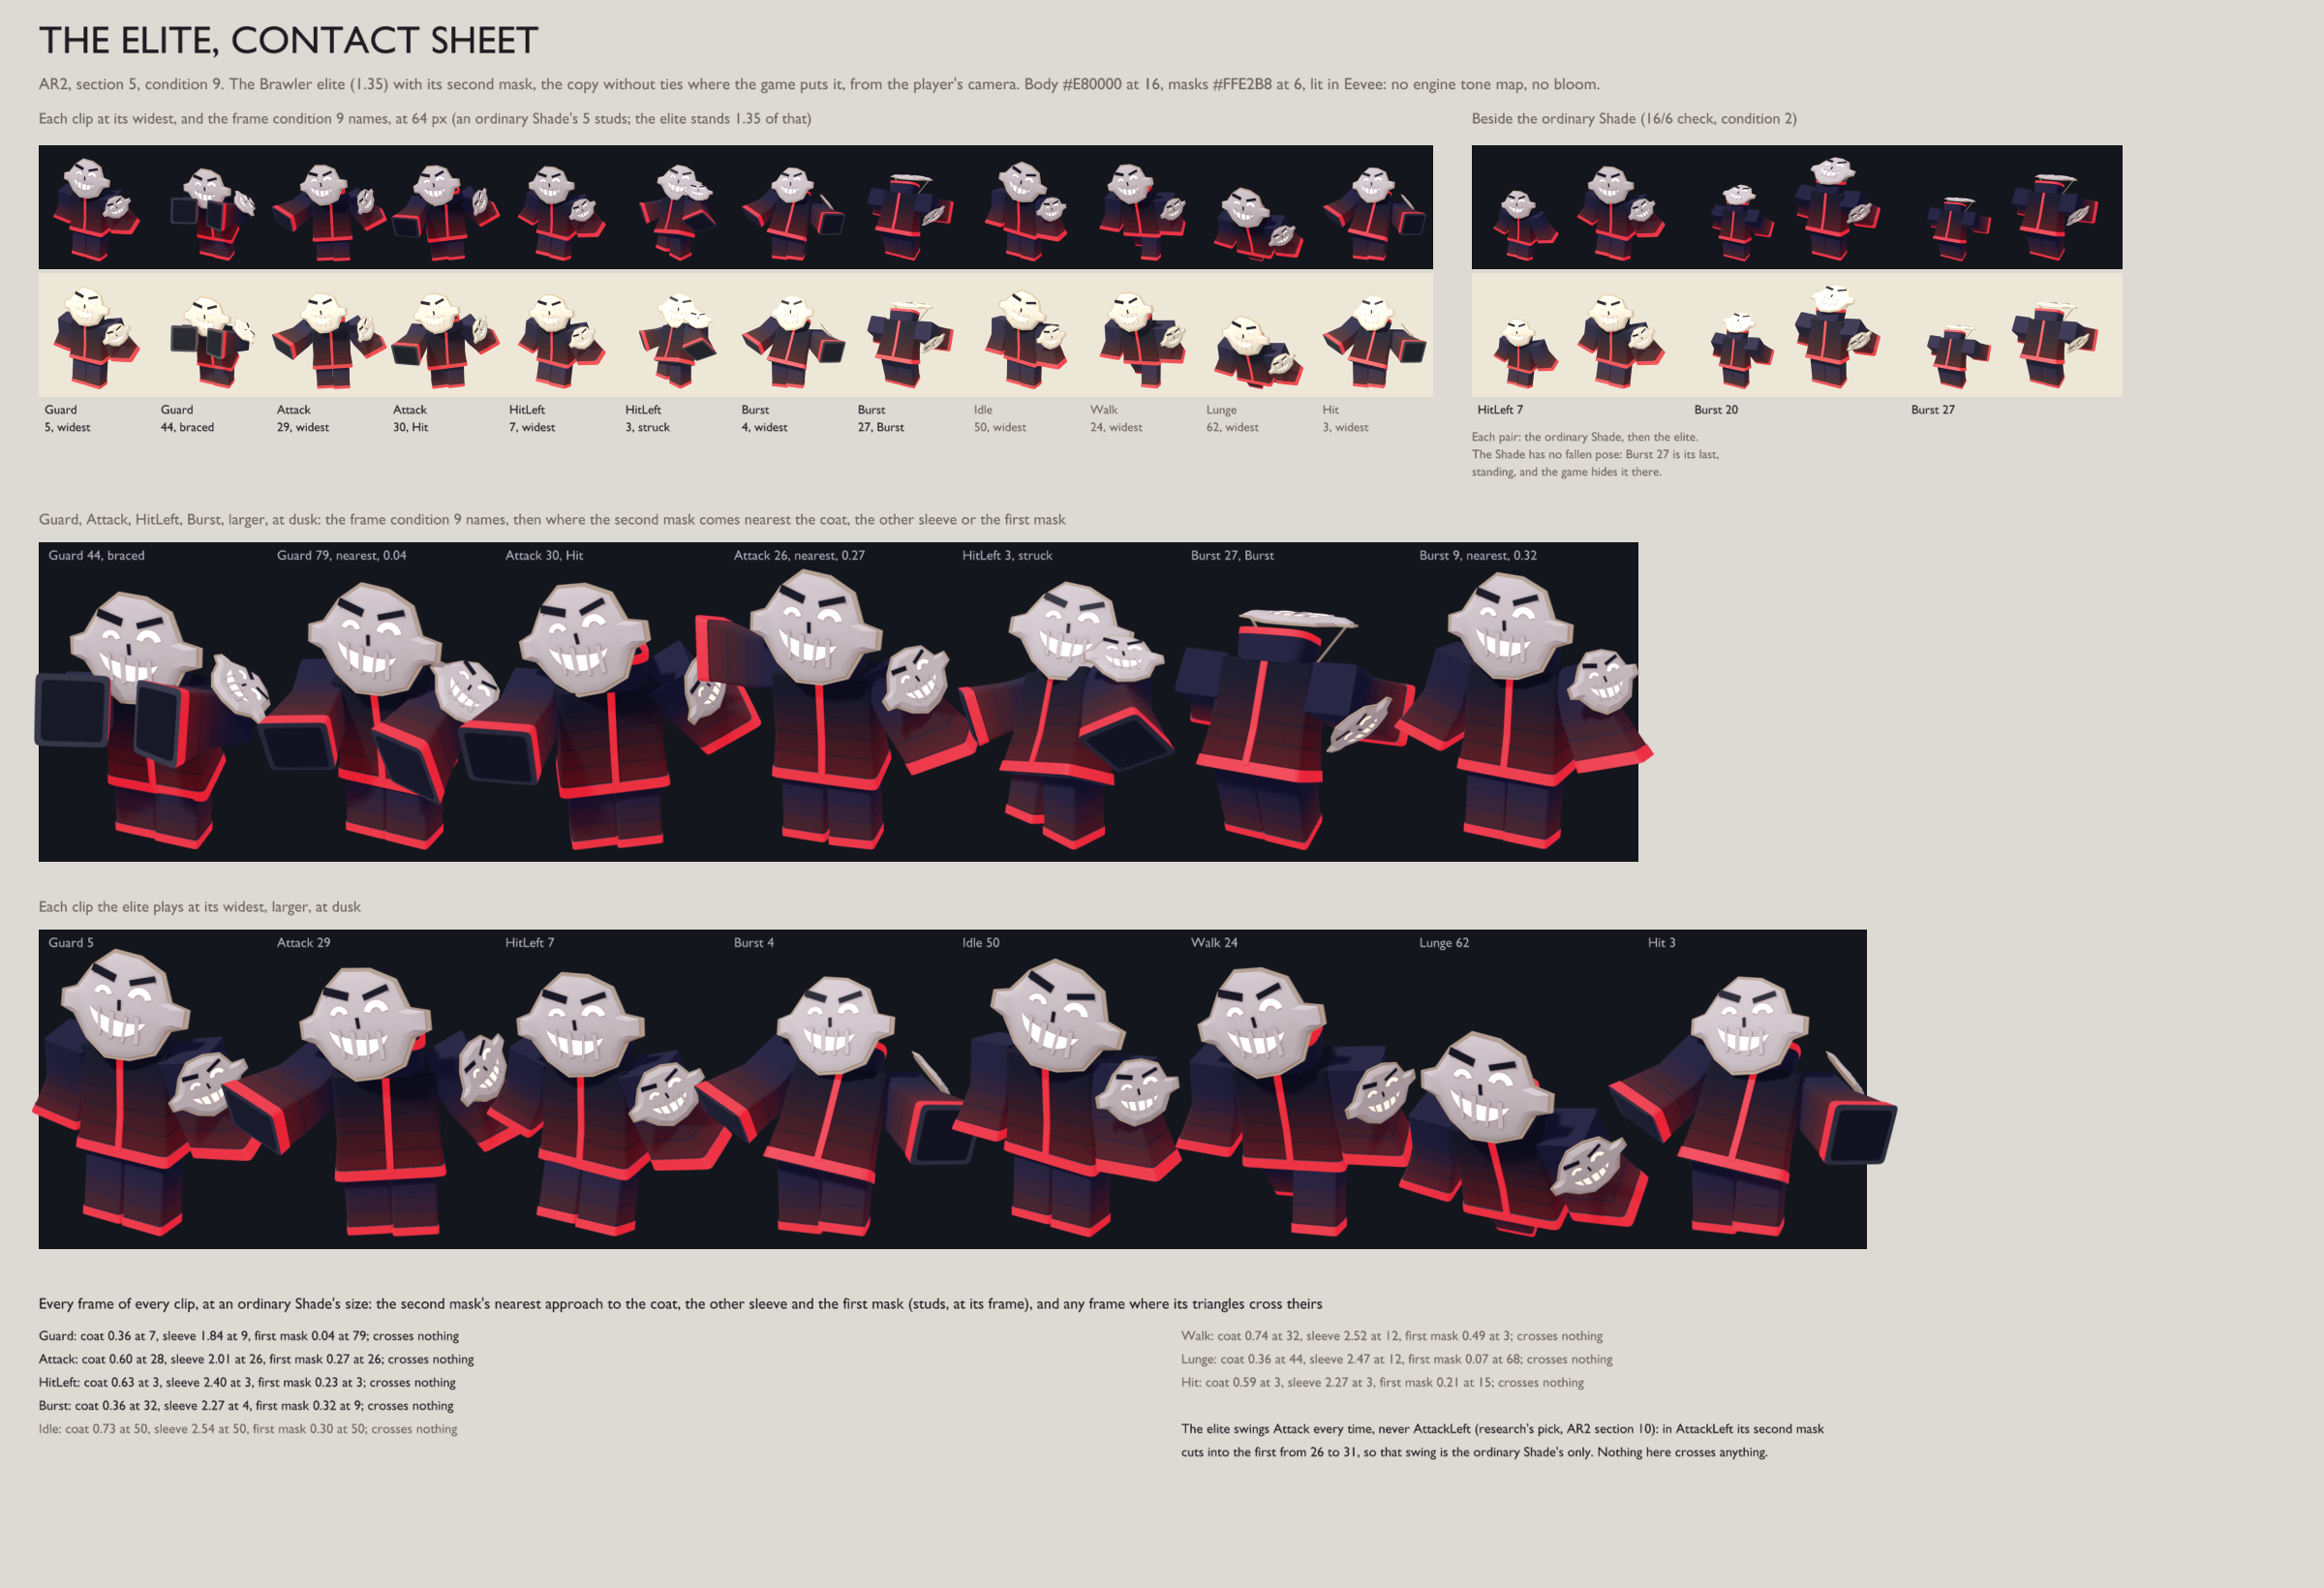 THE ELITE, CONTACT SHEET
AR2, section 5, condition 9. The Brawler elite (1.35) with its second mask, the copy without ties where the game puts it, from the player's camera. Body #E80000 at 16, masks #FFE2B8 at 6, lit in Eevee: no engine tone map, no bloom.
Each clip at its widest, and the frame condition 9 names, at 64 px (an ordinary Shade's 5 studs; the elite stands 1.35 of that)
Beside the ordinary Shade (16/6 check, condition 2)
Guard
5, widest
Guard
44, braced
Attack
29, widest
Attack
30, Hit
HitLeft
7, widest
HitLeft
3, struck
Burst
4, widest
Burst
27, Burst
Idle
50, widest
Walk
24, widest
Lunge
62, widest
Hit
3, widest
HitLeft 7
Burst 20
Burst 27
Each pair: the ordinary Shade, then the elite.
The Shade has no fallen pose: Burst 27 is its last,
standing, and the game hides it there.
Guard, Attack, HitLeft, Burst, larger, at dusk: the frame condition 9 names, then where the second mask comes nearest the coat, the other sleeve or the first mask
Guard 44, braced
Guard 79, nearest, 0.04
Attack 30, Hit
Attack 26, nearest, 0.27
HitLeft 3, struck
Burst 27, Burst
Burst 9, nearest, 0.32
Each clip the elite plays at its widest, larger, at dusk
Guard 5
Attack 29
HitLeft 7
Burst 4
Idle 50
Walk 24
Lunge 62
Hit 3
Every frame of every clip, at an ordinary Shade's size: the second mask's nearest approach to the coat, the other sleeve and the first mask (studs, at its frame), and any frame where its triangles cross theirs
Guard: coat 0.36 at 7, sleeve 1.84 at 9, first mask 0.04 at 79; crosses nothing
Attack: coat 0.60 at 28, sleeve 2.01 at 26, first mask 0.27 at 26; crosses nothing
HitLeft: coat 0.63 at 3, sleeve 2.40 at 3, first mask 0.23 at 3; crosses nothing
Burst: coat 0.36 at 32, sleeve 2.27 at 4, first mask 0.32 at 9; crosses nothing
Idle: coat 0.73 at 50, sleeve 2.54 at 50, first mask 0.30 at 50; crosses nothing
Walk: coat 0.74 at 32, sleeve 2.52 at 12, first mask 0.49 at 3; crosses nothing
Lunge: coat 0.36 at 44, sleeve 2.47 at 12, first mask 0.07 at 68; crosses nothing
Hit: coat 0.59 at 3, sleeve 2.27 at 3, first mask 0.21 at 15; crosses nothing
The elite swings Attack every time, never AttackLeft (research's pick, AR2 section 10): in AttackLeft its second mask
cuts into the first from 26 to 31, so that swing is the ordinary Shade's only. Nothing here crosses anything.